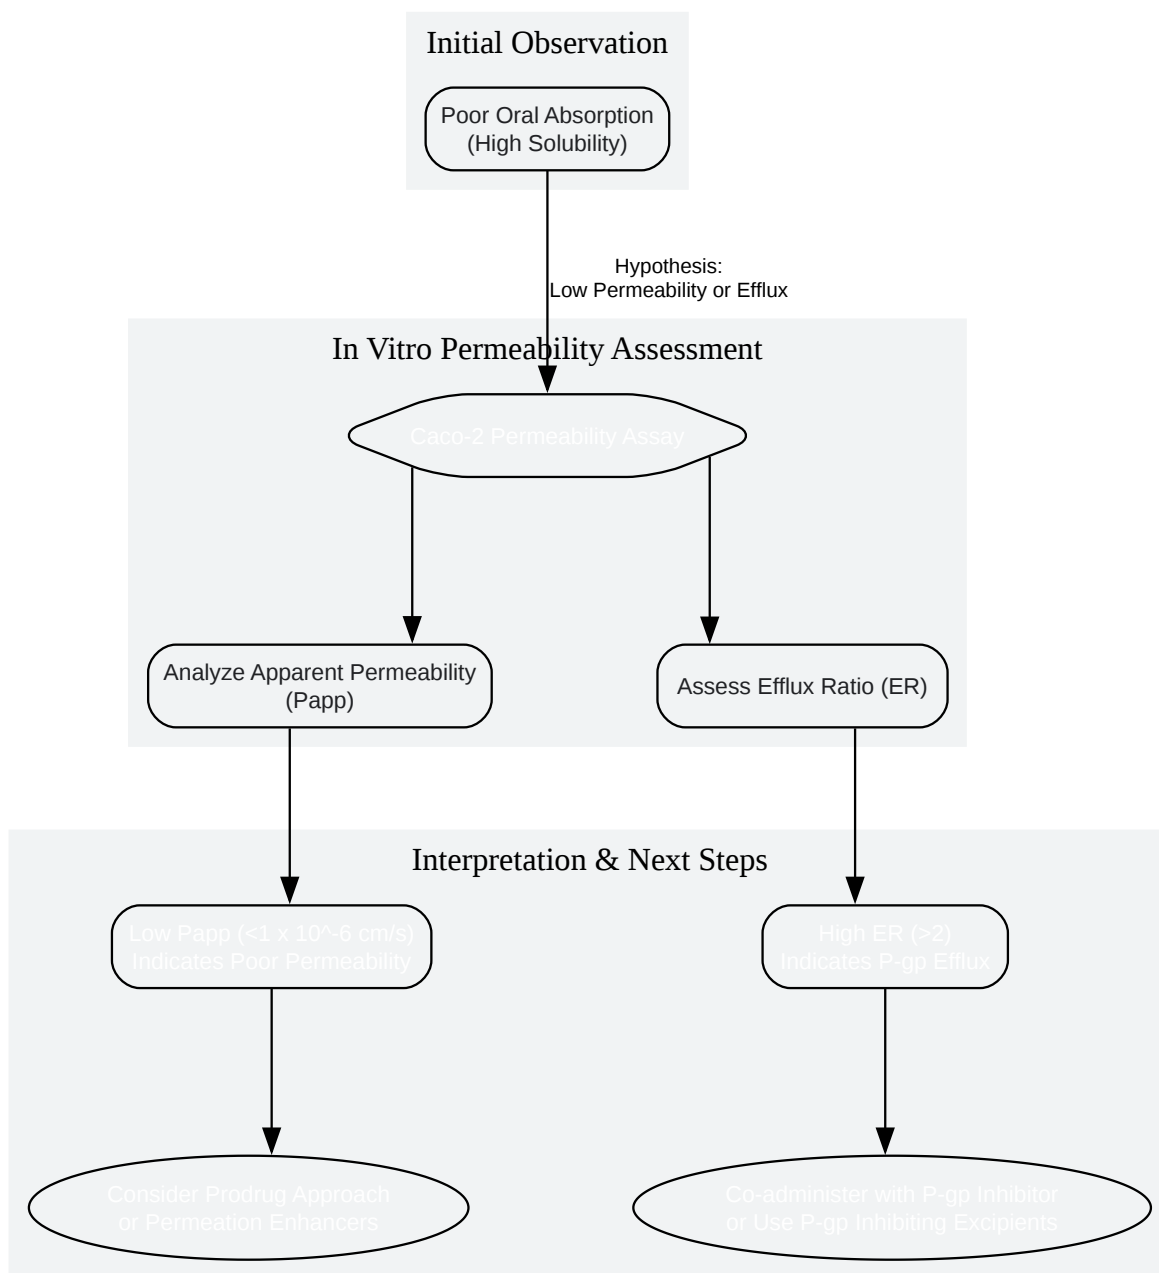 Initial Observation
Poor Oral Absorption
(High Solubility)
Hypothesis:
Low Permeability or Efflux
In Vitro Permeability Assessment
Caco-2 Permeability Assay
Analyze Apparent Permeability
(Papp)
Assess Efflux Ratio (ER)
Interpretation & Next Steps
Low Papp (<1 x 10^-6 cm/s)
Indicates Poor Permeability
High ER (>2)
Indicates P-gp Efflux
Consider Prodrug Approach
or Permeation Enhancers
Co-administer with P-gp Inhibitor
or Use P-gp Inhibiting Excipients